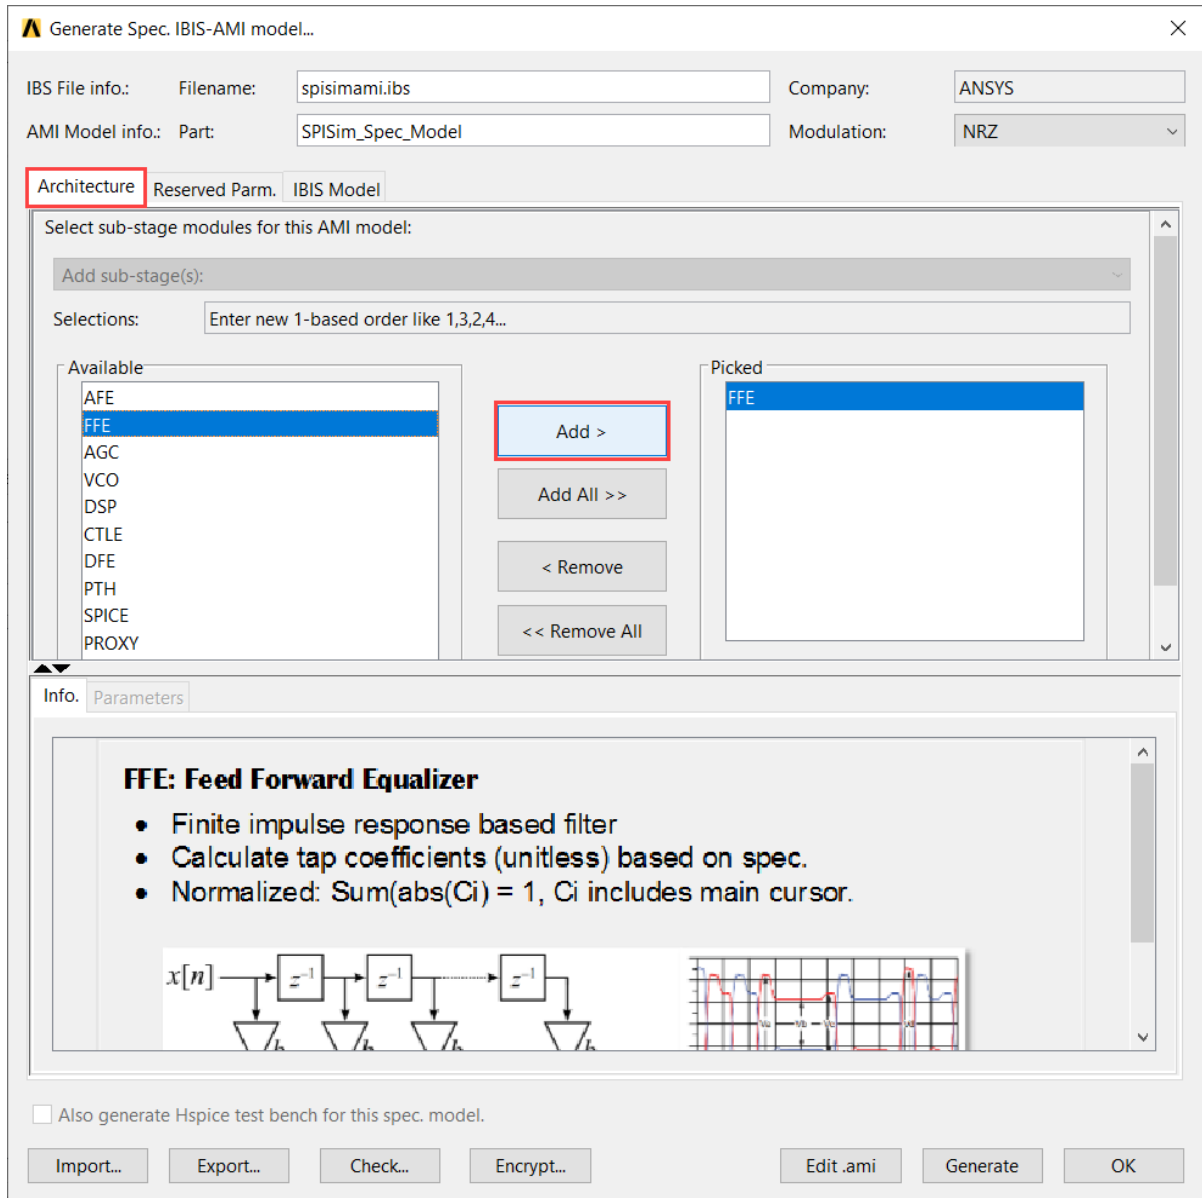 Generate Spec. IBIS-AMI model...
IBS File info.: Filename: spisimami.ibs Company: ANSYS
AMI Model info.: Part: SPISim_Spec_Model Modulation: NRZ
Architecture Reserved Parm. IBIS Model
Select sub-stage modules for this AMI model:
Add sub-stage(s):
Selections: Enter new 1-based order like 1,3,2,4...
Available
AFE
FFE
AGC
VCO
DSP
CTLE
DFE
PTH
SPICE
PROXY
Add >
Add All >>
< Remove
<< Remove All
Picked
FFE
Info. Parameters
FFE: Feed Forward Equalizer
• Finite impulse response based filter
• Calculate tap coefficients (unitless) based on spec.
• Normalized: Sum(abs(Ci) = 1, Ci includes main cursor.
x[n] z⁻¹ z⁻¹ z⁻¹
Also generate Hspice test bench for this spec. model.
Import... Export... Check... Encrypt... Edit .ami Generate OK